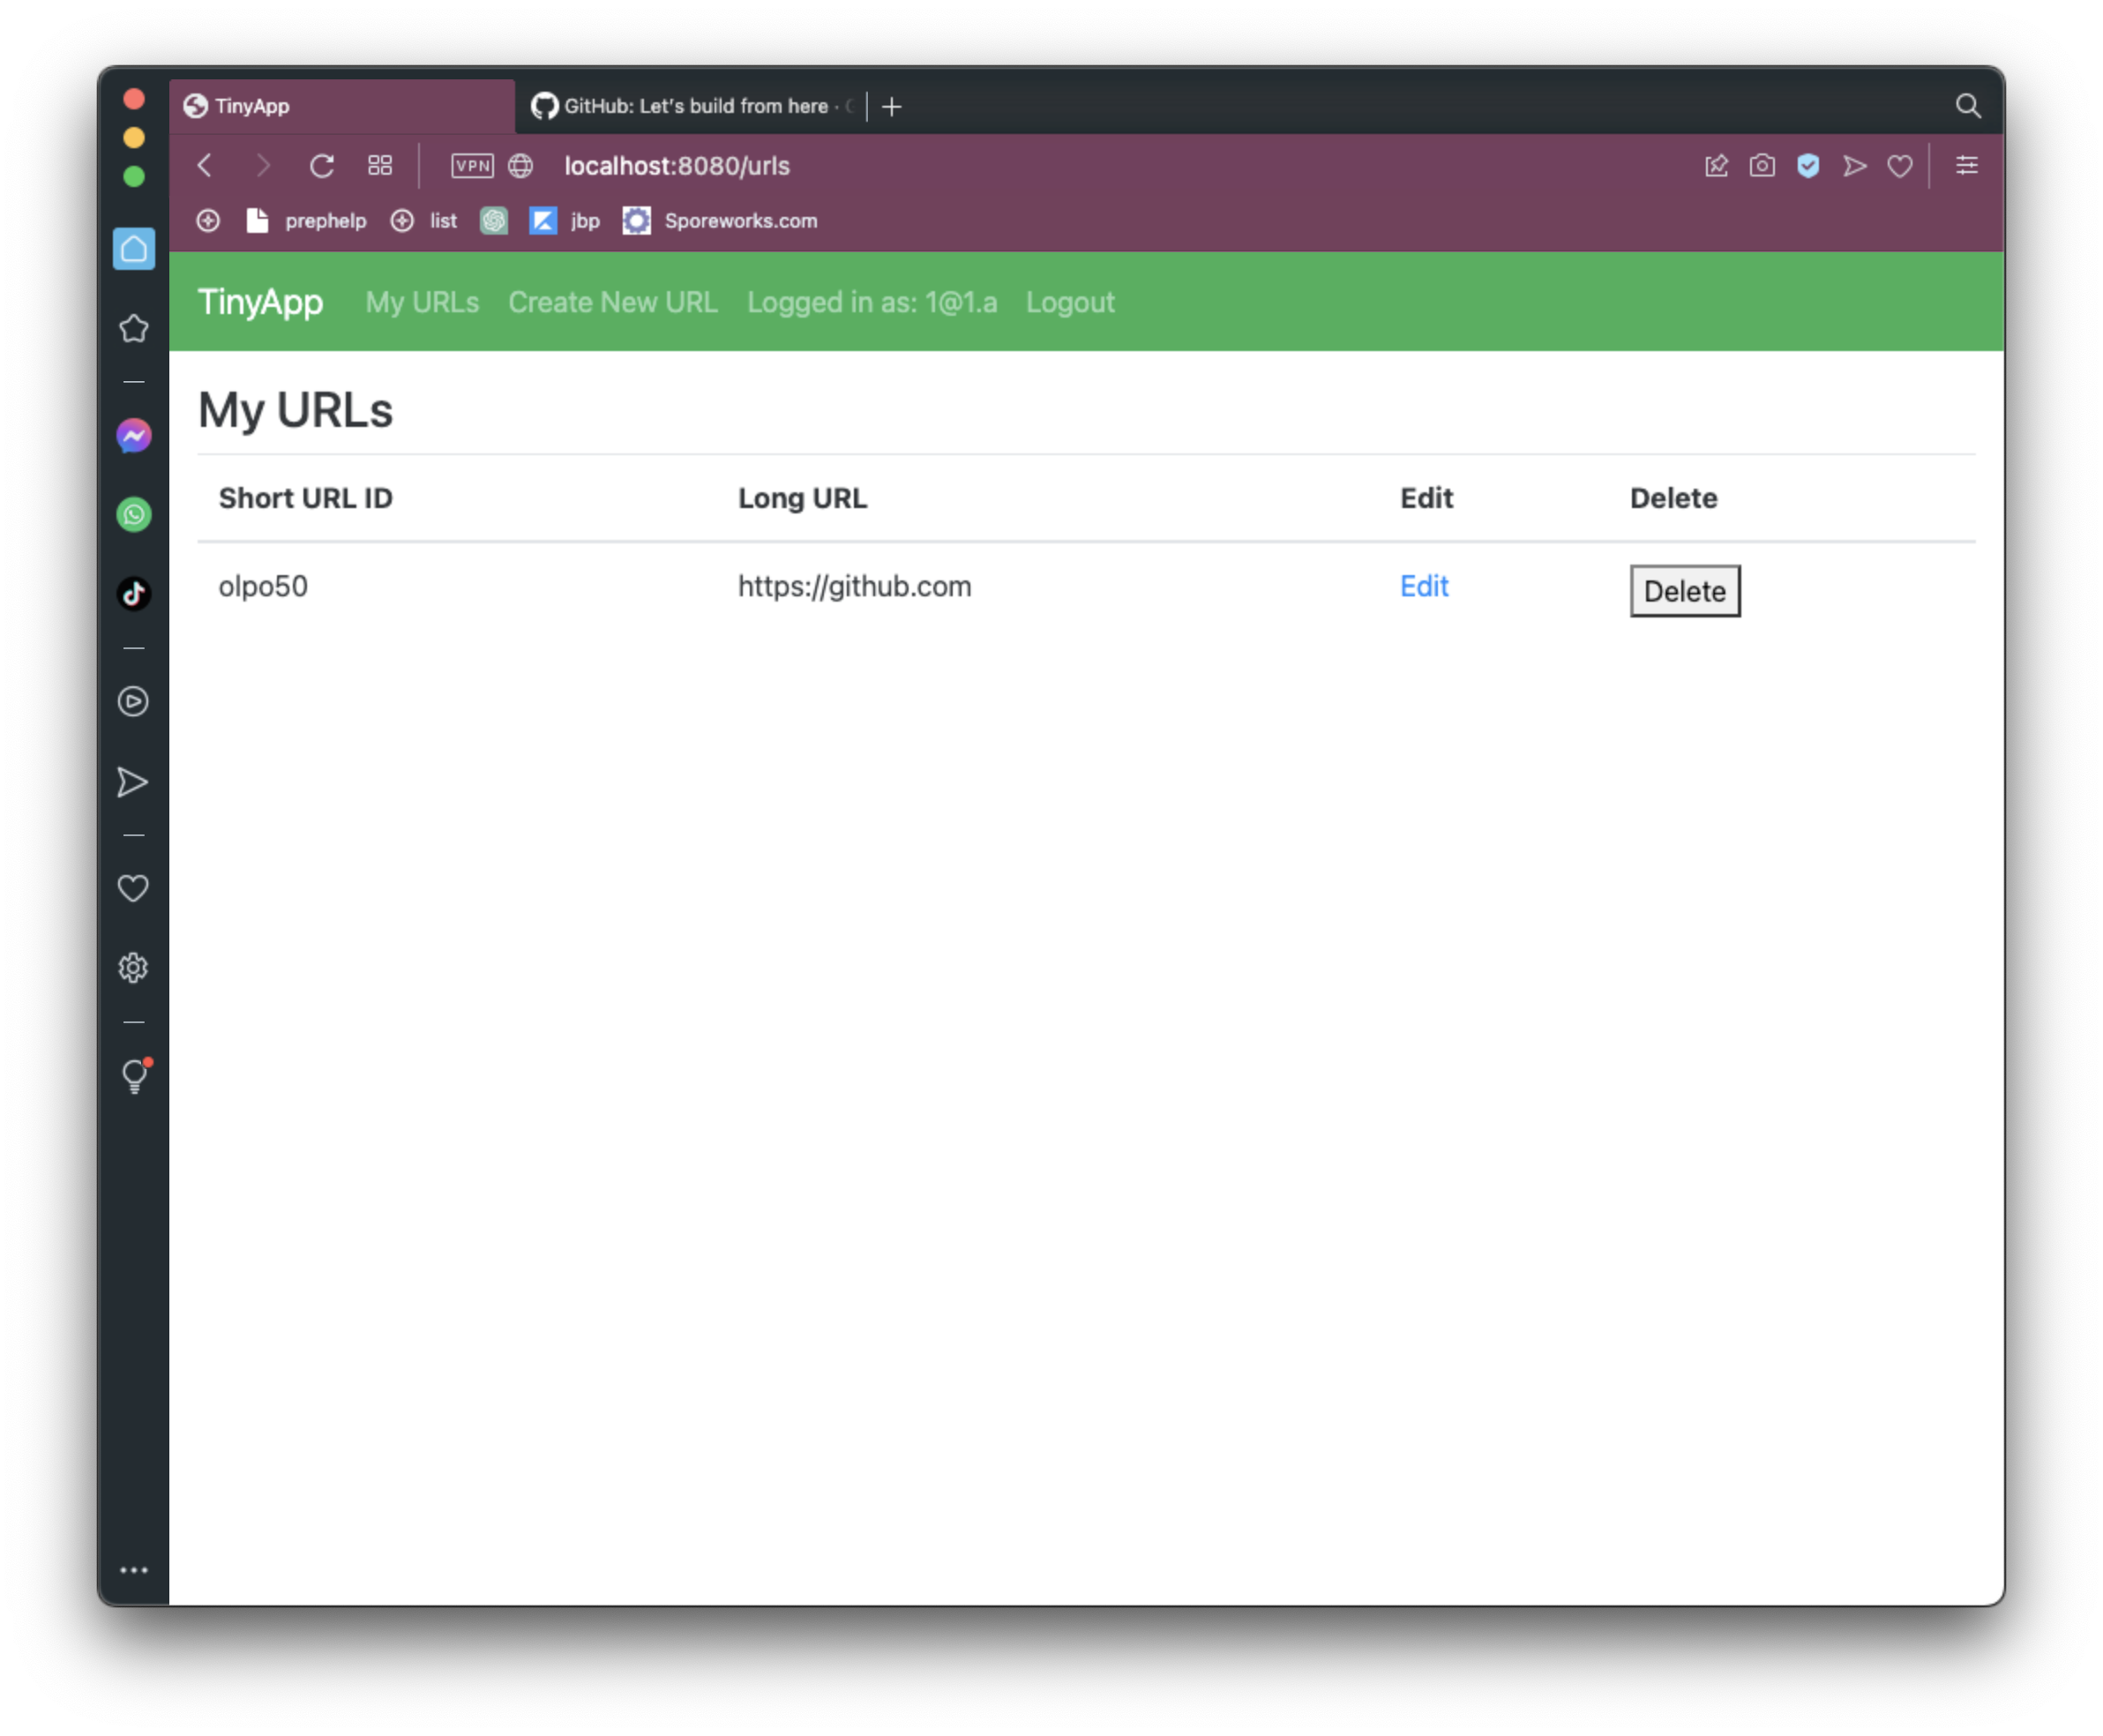 TinyApp GitHub: Let's build from here ·
VPN localhost:8080/urls
prephelp list jbp Sporeworks.com
TinyApp My URLs Create New URL Logged in as: 1@1.a Logout
My URLs
Short URL ID Long URL Edit Delete
olpo50 https://github.com Edit Delete